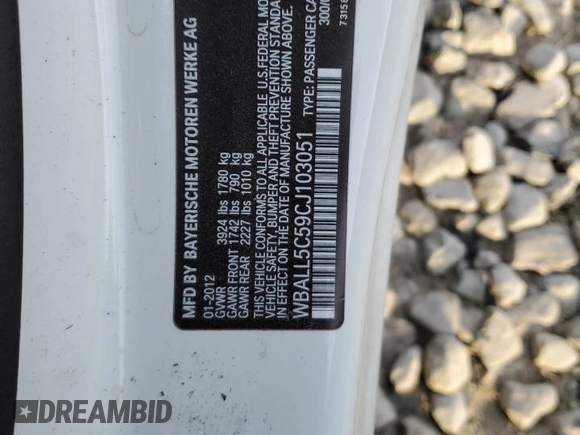 MFD BY BAYERISCHE MOTOREN WERKE AG
01-2012
GVWR 3924 lbs 1780 kg
GAWR FRONT 1742 lbs 790 kg
GAWR REAR 2227 lbs 1010 kg
THIS VEHICLE CONFORMS TO ALL APPLICABLE U.S. FEDERAL MO
VEHICLE SAFETY, BUMPER AND THEFT PREVENTION STANDA
IN EFFECT ON THE DATE OF MANUFACTURE SHOWN ABOVE.
WBALL5C59CJ103051 TYPE: PASSENGER CA
300/
7315
DREAMBID